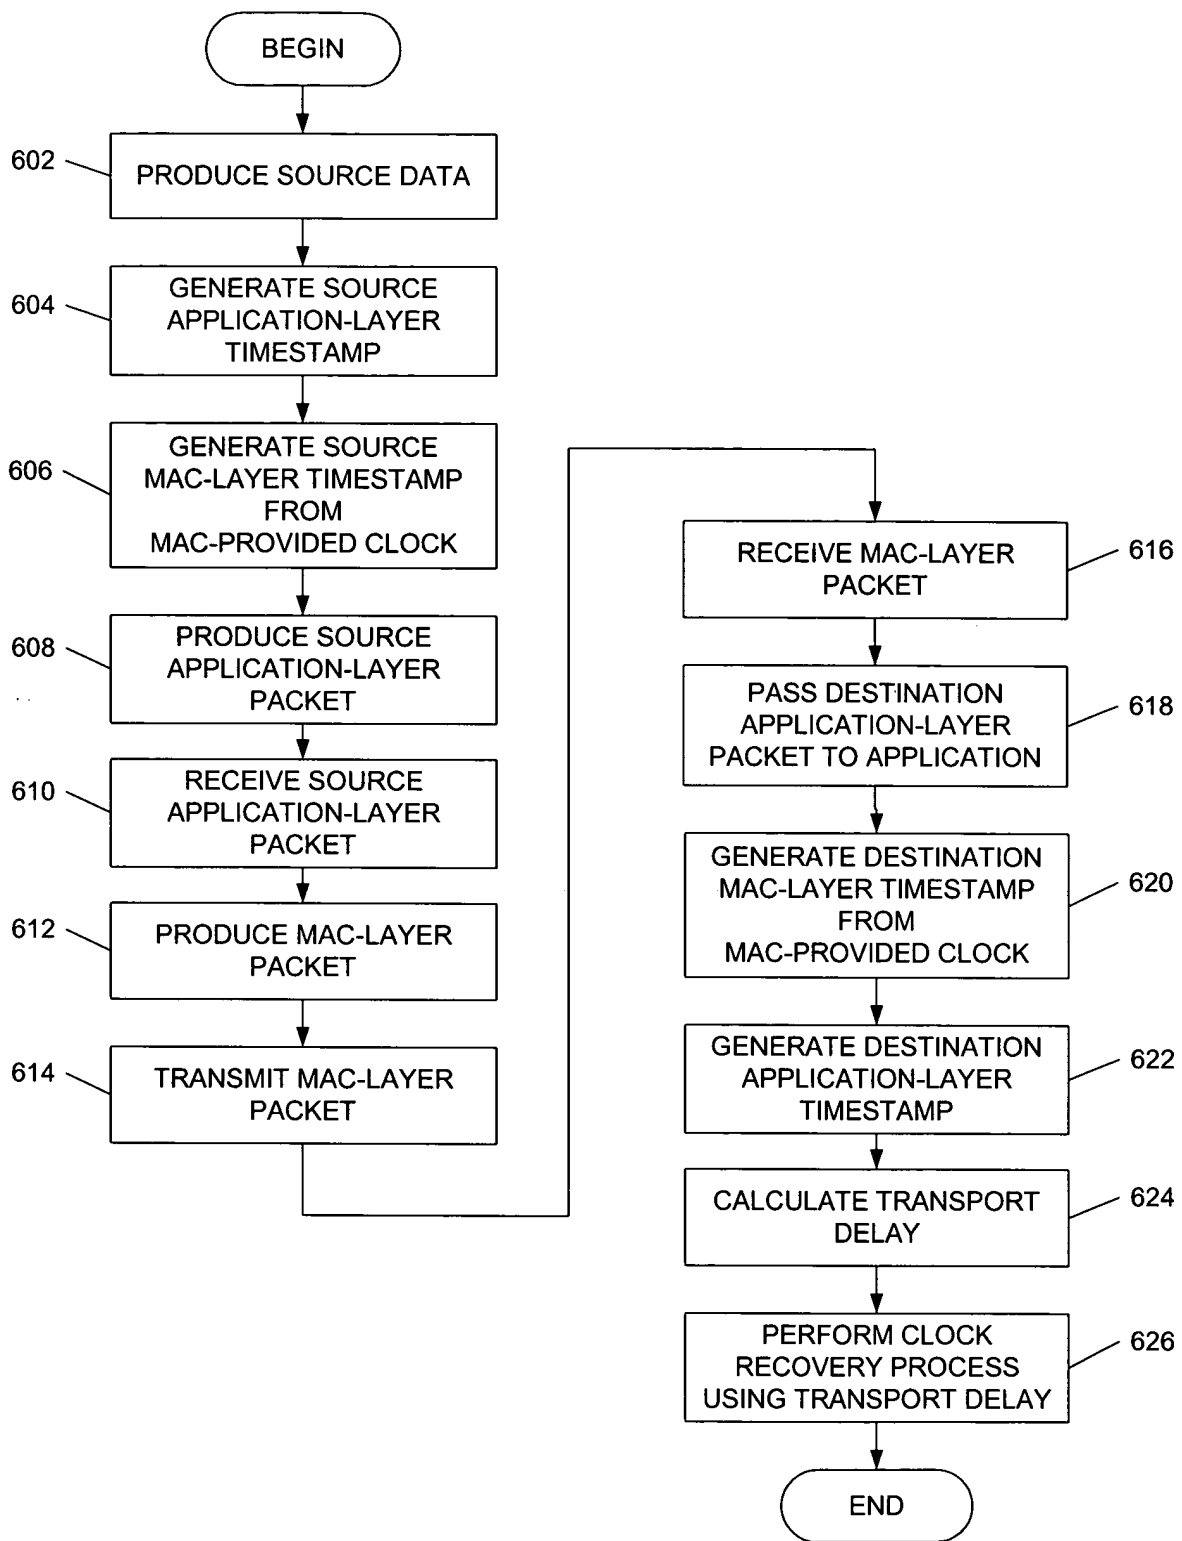 BEGIN
602
PRODUCE SOURCE DATA
604
GENERATE SOURCE
APPLICATION-LAYER
TIMESTAMP
606
GENERATE SOURCE
MAC-LAYER TIMESTAMP
FROM
MAC-PROVIDED CLOCK
608
PRODUCE SOURCE
APPLICATION-LAYER
PACKET
610
RECEIVE SOURCE
APPLICATION-LAYER
PACKET
612
PRODUCE MAC-LAYER
PACKET
614
TRANSMIT MAC-LAYER
PACKET
RECEIVE MAC-LAYER
PACKET
616
PASS DESTINATION
APPLICATION-LAYER
PACKET TO APPLICATION
618
GENERATE DESTINATION
MAC-LAYER TIMESTAMP
FROM
MAC-PROVIDED CLOCK
620
GENERATE DESTINATION
APPLICATION-LAYER
TIMESTAMP
622
CALCULATE TRANSPORT
DELAY
624
PERFORM CLOCK
RECOVERY PROCESS
USING TRANSPORT DELAY
626
END